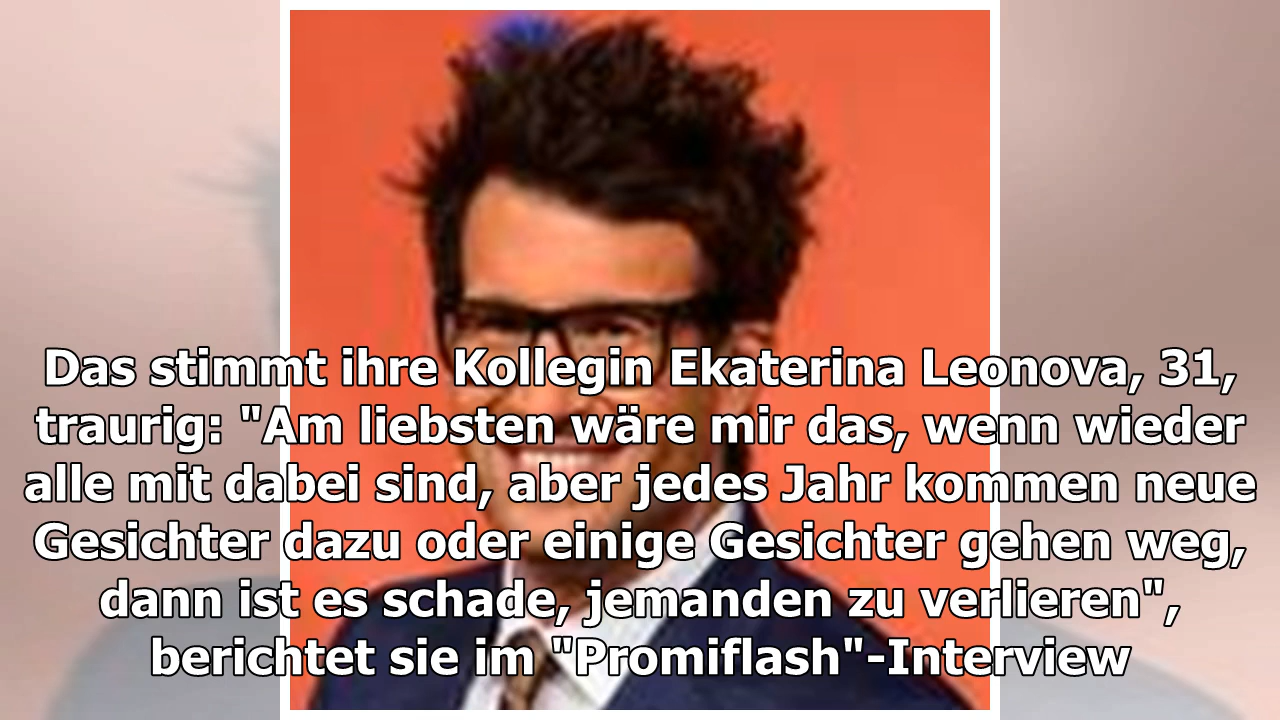 Das stimmt ihre Kollegin Ekaterina Leonova, 31,
traurig: "Am liebsten wäre mir das, wenn wieder
alle mit dabei sind, aber jedes Jahr kommen neue
Gesichter dazu oder einige Gesichter gehen weg,
dann ist es schade, jemanden zu verlieren",
berichtet sie im "Promiflash"-Interview